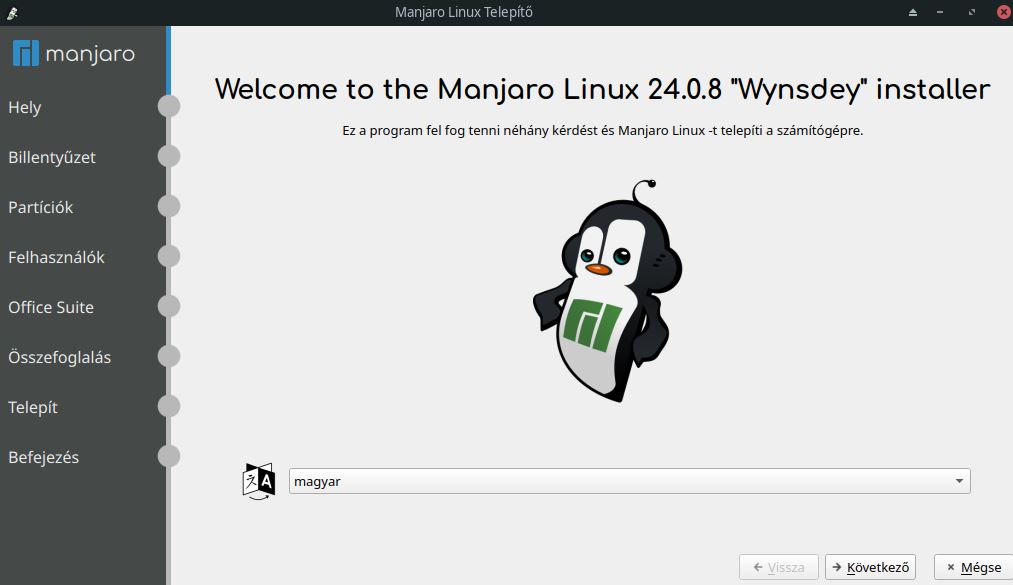 Manjaro Linux Telepítő
manjaro
Hely
Billentyűzet
Partíciók
Felhasználók
Office Suite
Összefoglalás
Telepít
Befejezés
Welcome to the Manjaro Linux 24.0.8 "Wynsdey" installer
Ez a program fel fog tenni néhány kérdést és Manjaro Linux -t telepíti a számítógépre.
A
magyar
Vissza
Következő
Mégse